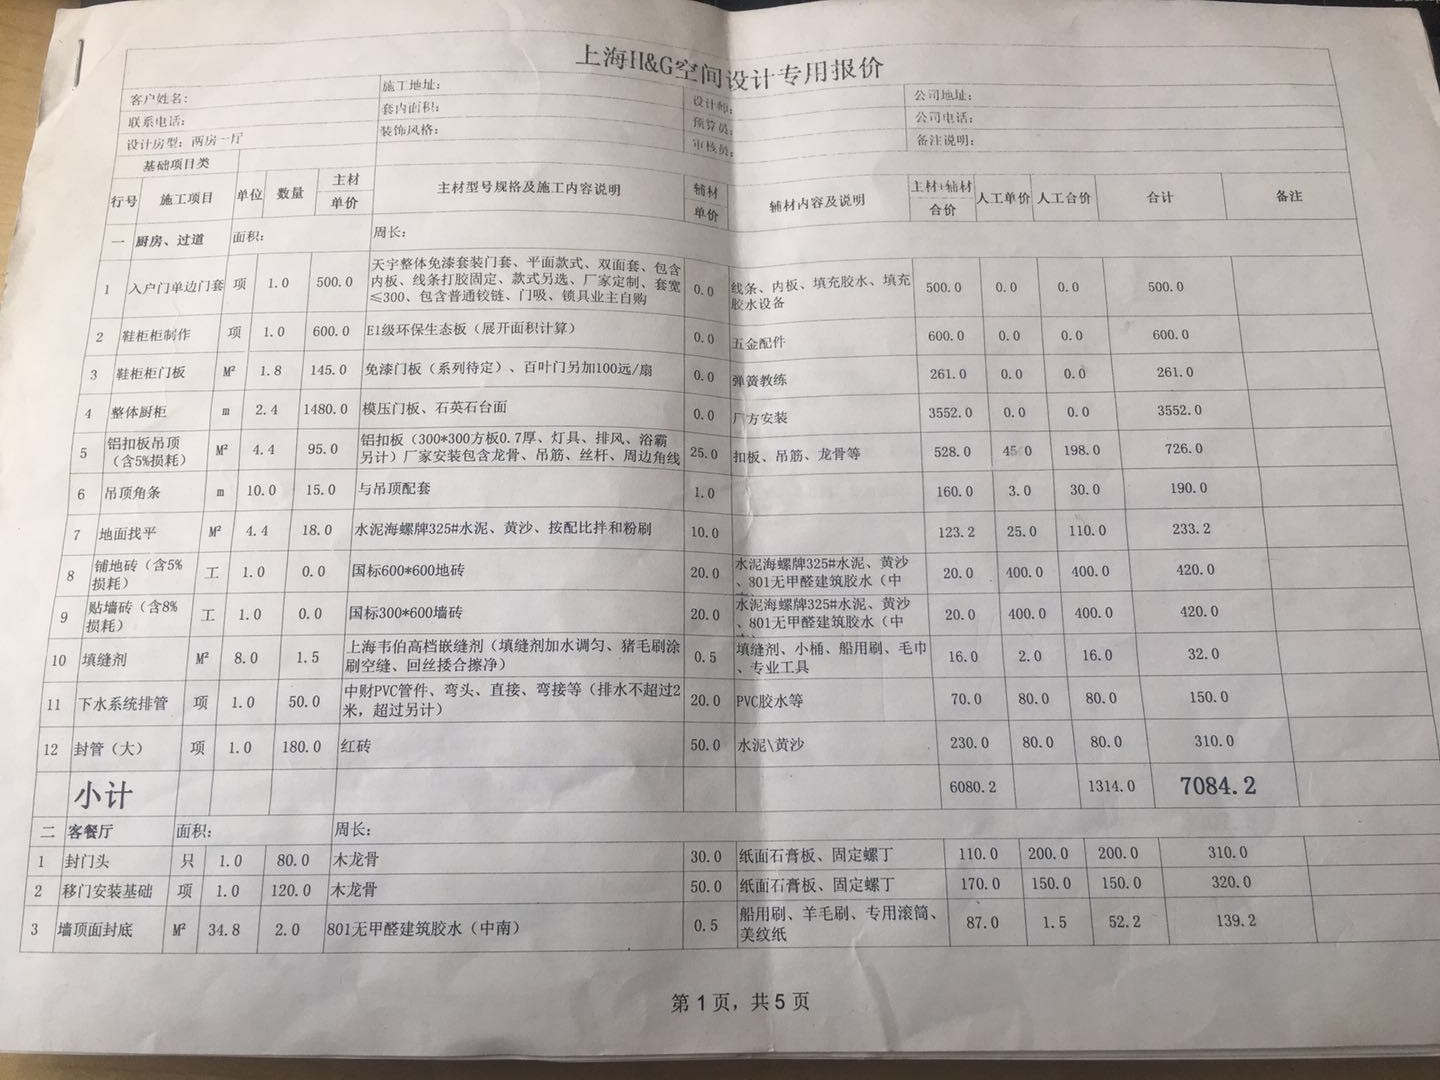 上海H&G空间设计专用报价
客户姓名: 施工地址: 设计师: 公司地址:
联系电话: 套内面积: 预算员: 公司电话:
设计房型: 两房一厅 装饰风格: 审核员: 备注说明:
基础项目类
行号 施工项目 单位 数量 主材 单价 主材型号规格及施工内容说明 辅材 单价 辅材内容及说明 主材+辅材 合价 人工单价 人工合价 合计 备注
一 厨房、过道 面积: 周长:
1 入户门单边门套 项 1.0 500.0 天宇整体免漆套装门套、平面款式、双面套、包含 0.0 线条、内板、填充胶水、填充 500.0 0.0 0.0 500.0
内板、线条打胶固定、款式另选、厂家定制、套宽 胶水设备
≤300、包含普通铰链、门吸、锁具业主自购
2 鞋柜柜制作 项 1.0 600.0 E1级环保生态板（展开面积计算） 0.0 五金配件 600.0 0.0 0.0 600.0
3 鞋柜柜门板 M² 1.8 145.0 免漆门板（系列待定）、百叶门另加100远/扇 0.0 弹簧教练 261.0 0.0 0.0 261.0
4 整体厨柜 m 2.4 1480.0 模压门板、石英石台面 0.0 厂方安装 3552.0 0.0 0.0 3552.0
5 铝扣板吊顶 M² 4.4 95.0 铝扣板（300*300方板0.7厚、灯具、排风、浴霸 25.0 扣板、吊筋、龙骨等 528.0 45.0 198.0 726.0
（含5%损耗） 另计）厂家安装包含龙骨、吊筋、丝杆、周边角线
6 吊顶角条 m 10.0 15.0 与吊顶配套 1.0 160.0 3.0 30.0 190.0
7 地面找平 M² 4.4 18.0 水泥海螺牌325#水泥、黄沙、按配比拌和粉刷 10.0 123.2 25.0 110.0 233.2
8 铺地砖（含5% 工 1.0 0.0 国标600*600地砖 20.0 水泥海螺牌325#水泥、黄沙 20.0 400.0 400.0 420.0
损耗） 、801无甲醛建筑胶水（中
9 贴墙砖（含8% 工 1.0 0.0 国标300*600墙砖 20.0 水泥海螺牌325#水泥、黄沙 20.0 400.0 400.0 420.0
损耗） 、801无甲醛建筑胶水（中
10 填缝剂 M² 8.0 1.5 上海韦伯高档嵌缝剂（填缝剂加水调匀、猪毛刷涂 0.5 填缝剂、小桶、船用刷、毛巾 16.0 2.0 16.0 32.0
刷空缝、回丝揉合擦净） 、专业工具
11 下水系统排管 项 1.0 50.0 中财PVC管件、弯头、直接、弯接等（排水不超过2 20.0 PVC胶水等 70.0 80.0 80.0 150.0
米，超过另计）
12 封管（大） 项 1.0 180.0 红砖 50.0 水泥\黄沙 230.0 80.0 80.0 310.0
小计 6080.2 1314.0 7084.2
二 客餐厅 面积: 周长:
1 封门头 只 1.0 80.0 木龙骨 30.0 纸面石膏板、固定螺丁 110.0 200.0 200.0 310.0
2 移门安装基础 项 1.0 120.0 木龙骨 50.0 纸面石膏板、固定螺丁 170.0 150.0 150.0 320.0
3 墙顶面封底 M² 34.8 2.0 801无甲醛建筑胶水（中南） 0.5 船用刷、羊毛刷、专用滚筒、 87.0 1.5 52.2 139.2
美纹纸
第 1 页，共 5 页